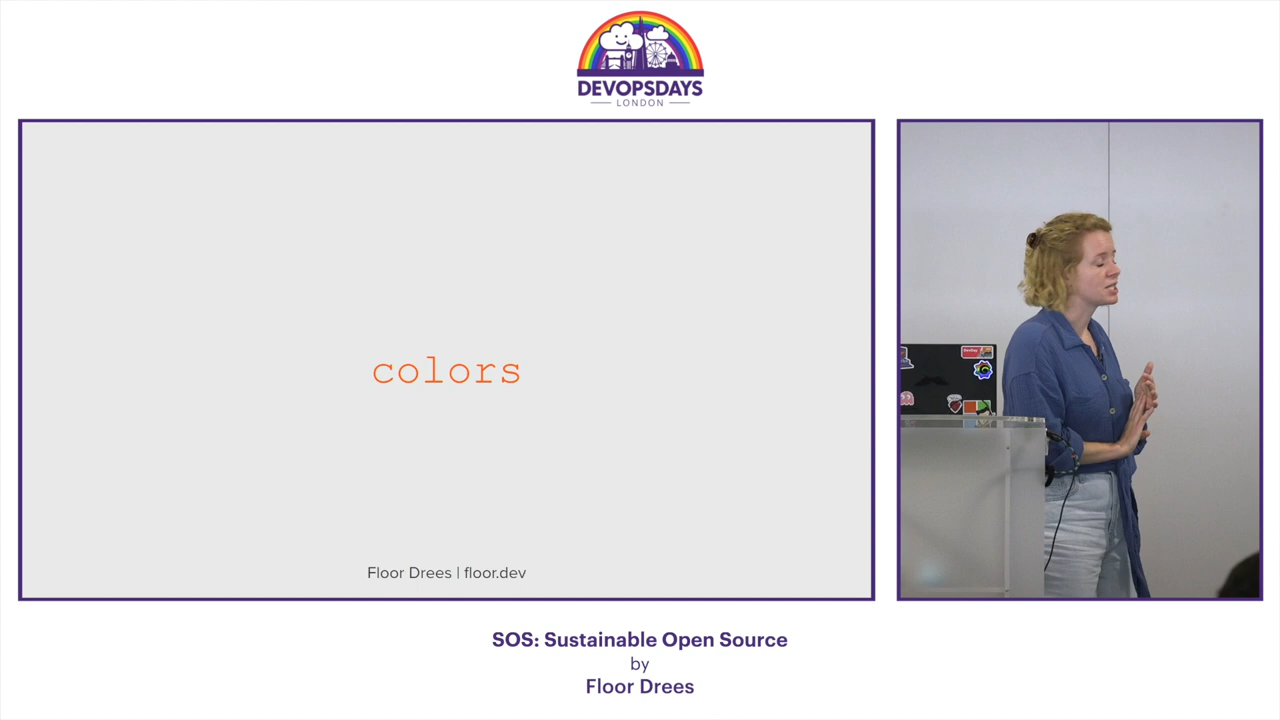 DEVOPSDAYS
LONDON
colors
Floor Drees | floor.dev
SOS: Sustainable Open Source
by
Floor Drees